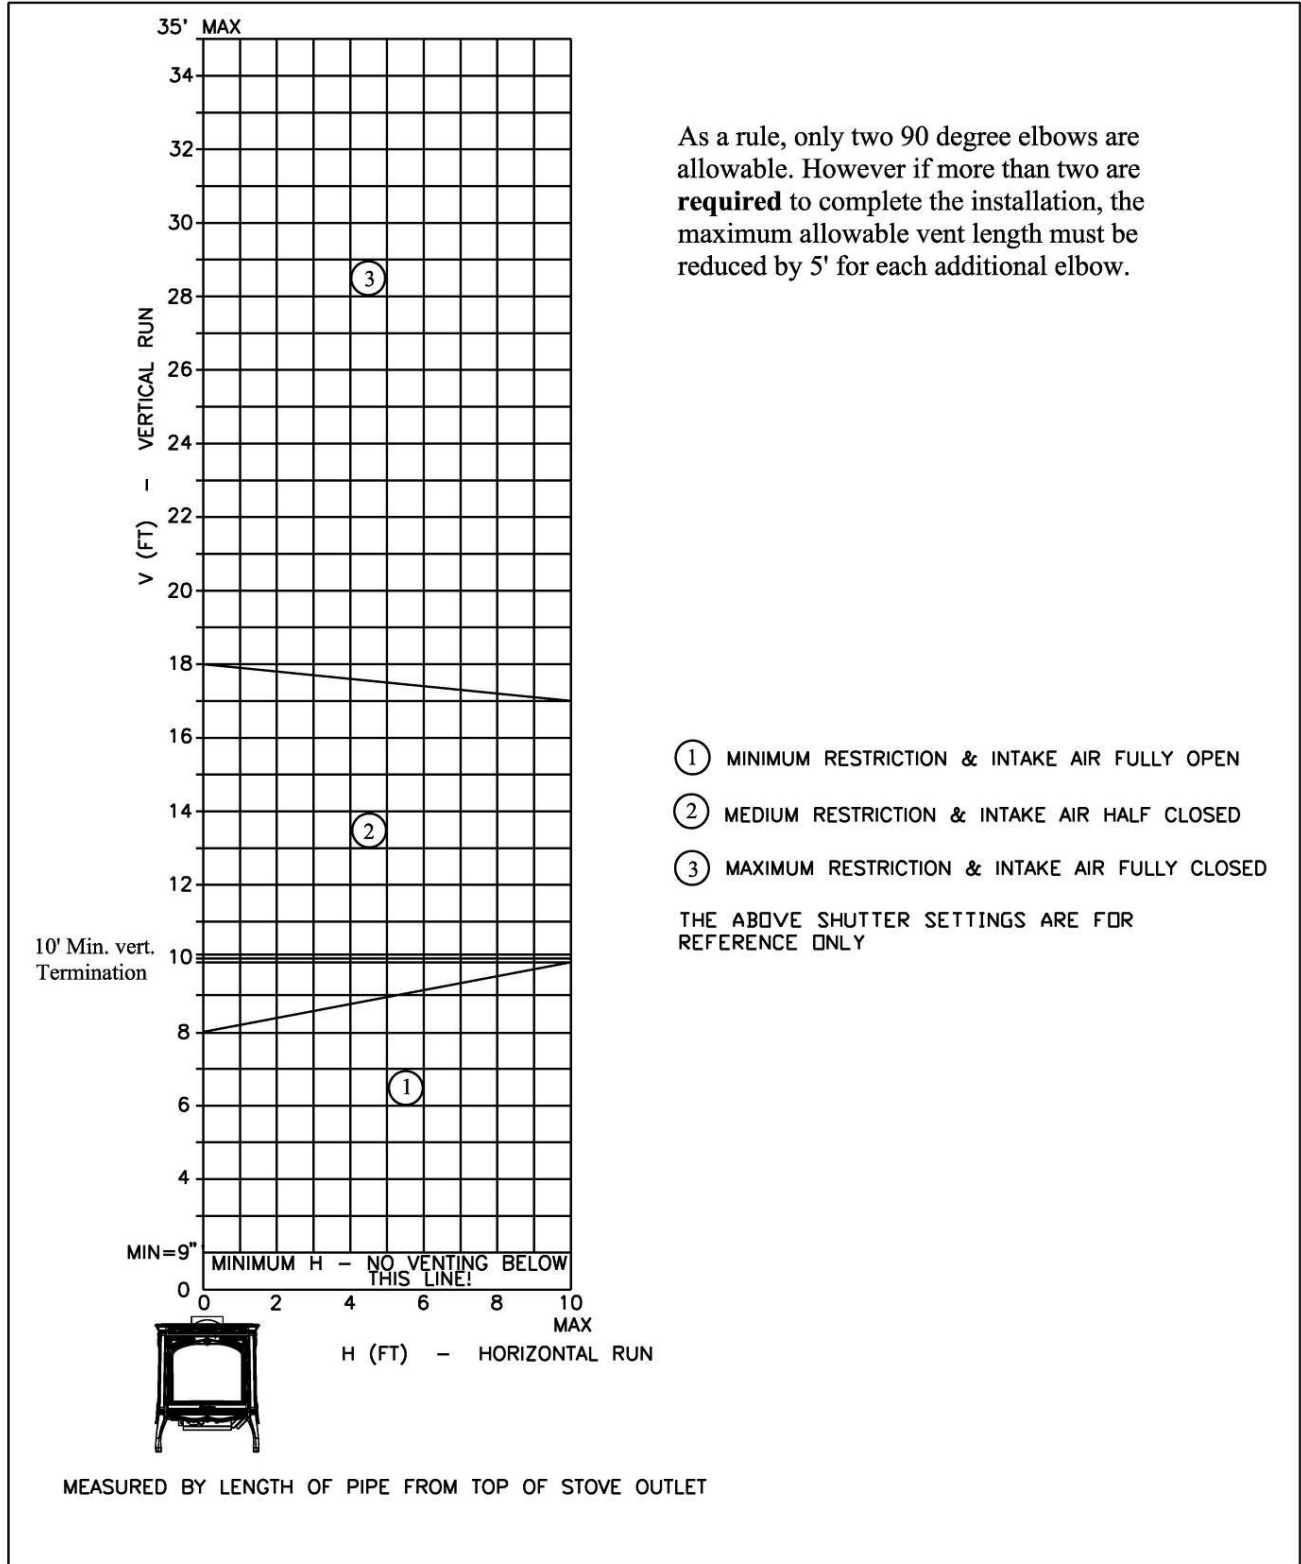 35' MAX
34
32
30
28
26
24
22
20
18
16
14
12
10
8
6
4
MIN=9"
0
V (FT) - VERTICAL RUN
3
2
1
10' Min. vert.
Termination
MINIMUM H - NO VENTING BELOW
THIS LINE!
0 2 4 6 8 10
MAX
H (FT) - HORIZONTAL RUN
MEASURED BY LENGTH OF PIPE FROM TOP OF STOVE OUTLET
As a rule, only two 90 degree elbows are
allowable. However if more than two are
required to complete the installation, the
maximum allowable vent length must be
reduced by 5' for each additional elbow.
1 MINIMUM RESTRICTION & INTAKE AIR FULLY OPEN
2 MEDIUM RESTRICTION & INTAKE AIR HALF CLOSED
3 MAXIMUM RESTRICTION & INTAKE AIR FULLY CLOSED
THE ABOVE SHUTTER SETTINGS ARE FOR
REFERENCE ONLY